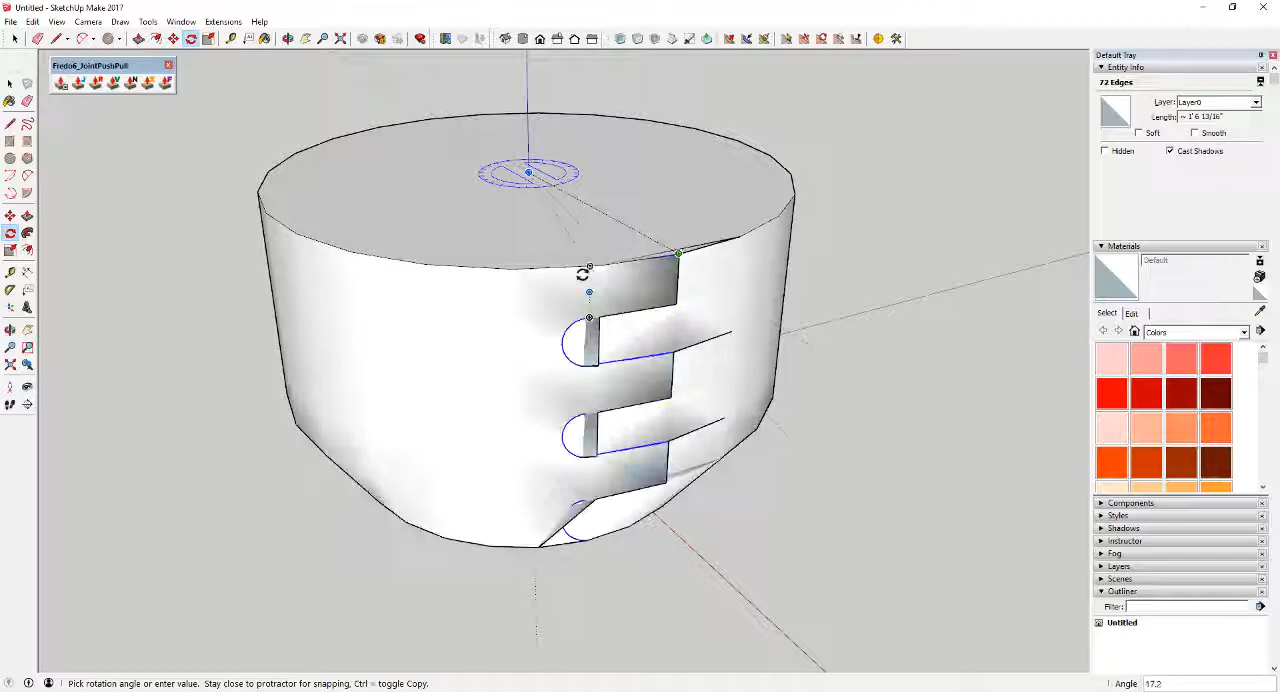 Untitled - SketchUp Make 2017
File Edit View Camera Draw Tools Window Extensions Help
Fredo6_JointPushPull
J R V N X F
Default Tray
Entity Info
72 Edges
Layer: Layer0
Length: ~ 1' 6 13/16"
Soft Smooth
Hidden Cast Shadows
Materials
Default
Select Edit
Colors
Components
Styles
Shadows
Instructor
Fog
Layers
Scenes
Outliner
Filter:
Untitled
Pick rotation angle or enter value. Stay close to protractor for snapping, Ctrl = toggle Copy.
Angle 17.2